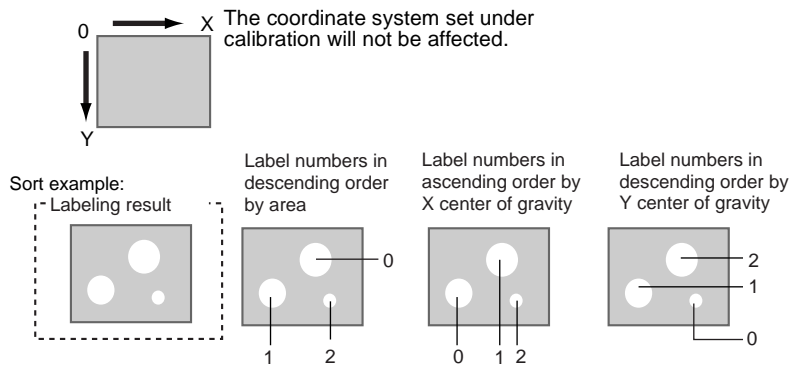 0
X
The coordinate system set under
calibration will not be affected.
Y
Sort example:
Labeling result
Label numbers in
descending order
by area
0
1
2
Label numbers in
ascending order by
X center of gravity
0
1
2
Label numbers in
descending order by
Y center of gravity
2
1
0